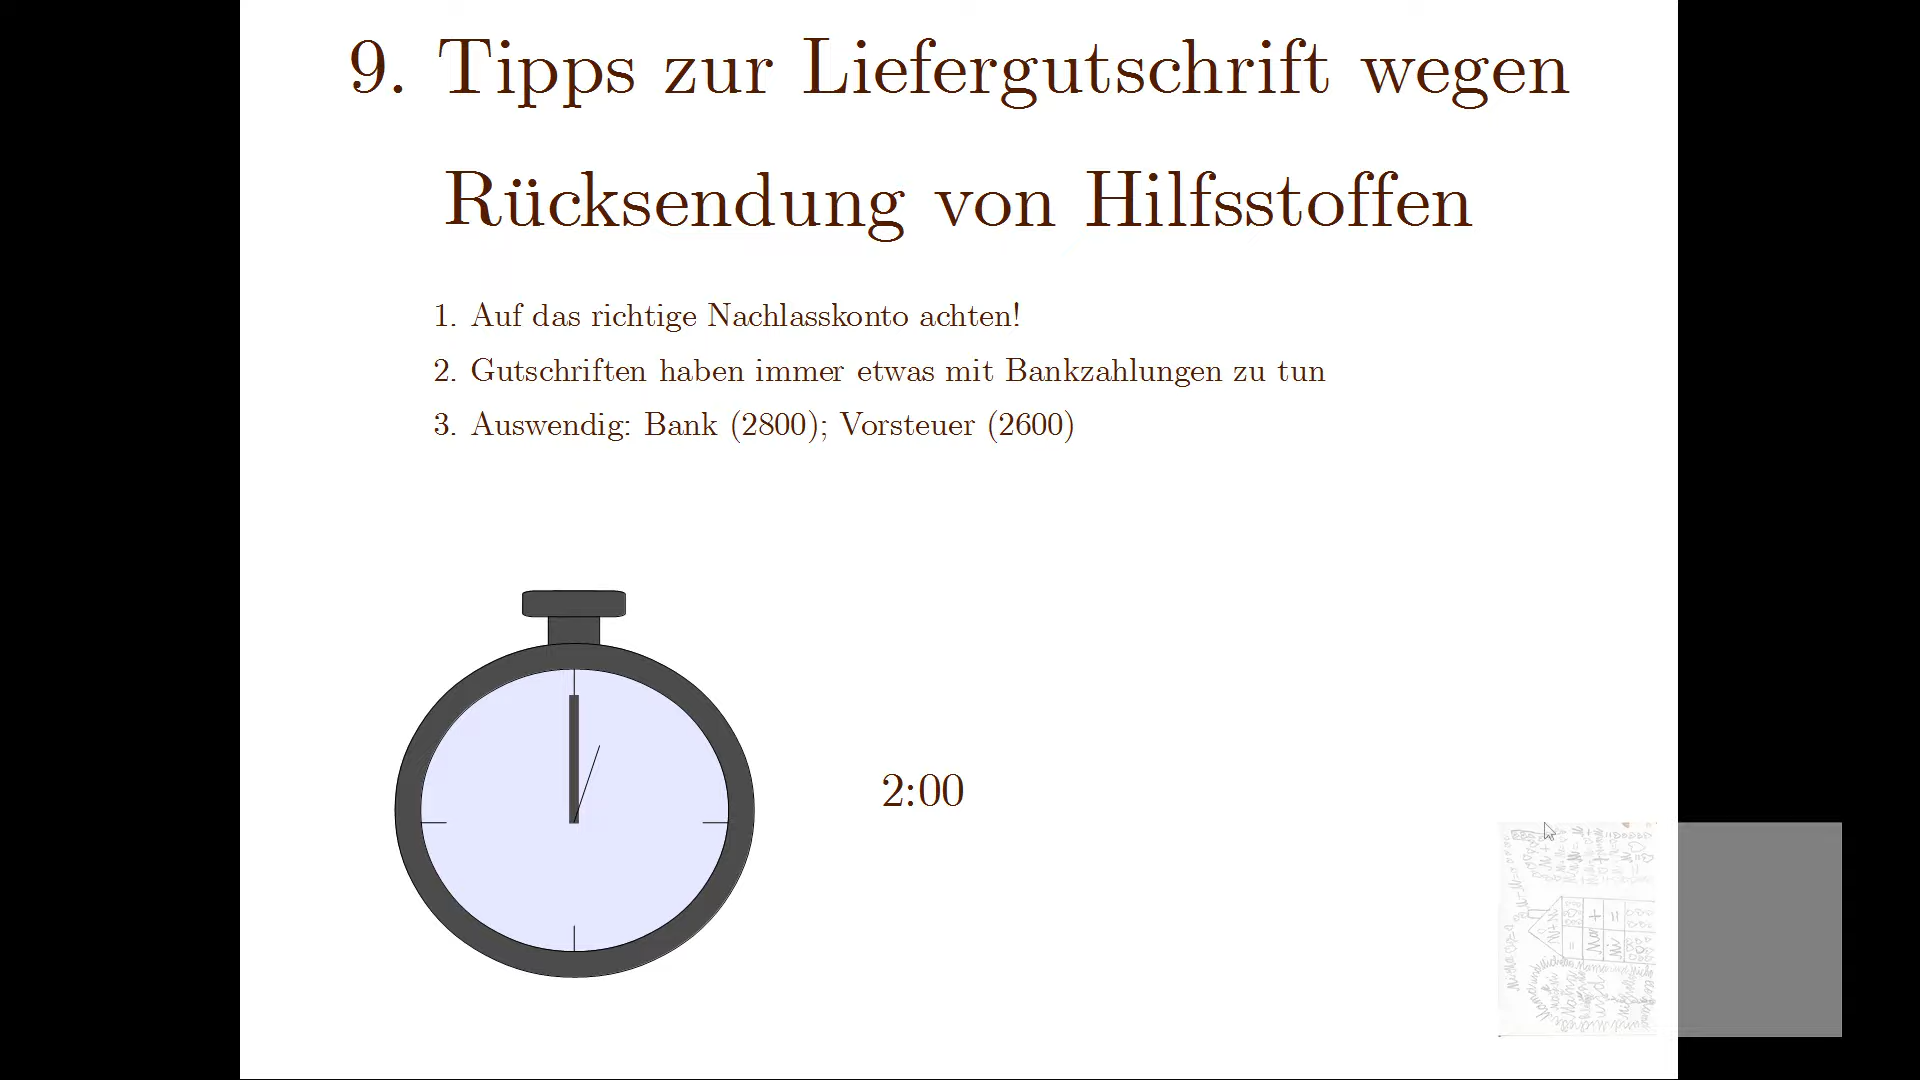 9. Tipps zur Liefergutschrift wegen
Rücksendung von Hilfsstoffen
1. Auf das richtige Nachlasskonto achten!
2. Gutschriften haben immer etwas mit Bankzahlungen zu tun
3. Auswendig: Bank (2800); Vorsteuer (2600)
2:00